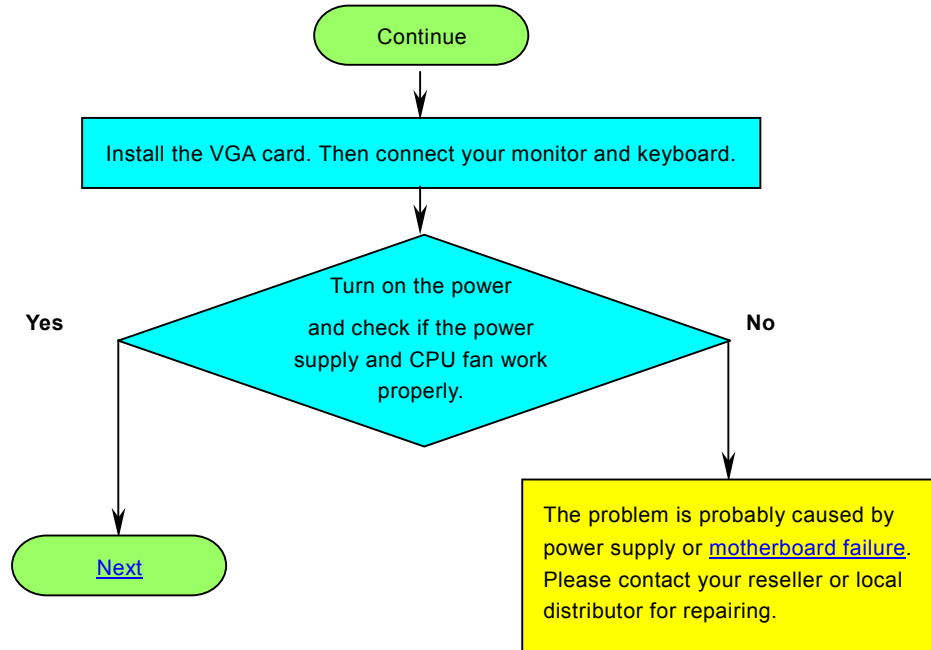 Continue
Install the VGA card. Then connect your monitor and keyboard.
Turn on the power
and check if the power
supply and CPU fan work
properly.
Yes
No
Next
The problem is probably caused by
power supply or motherboard failure.
Please contact your reseller or local
distributor for repairing.